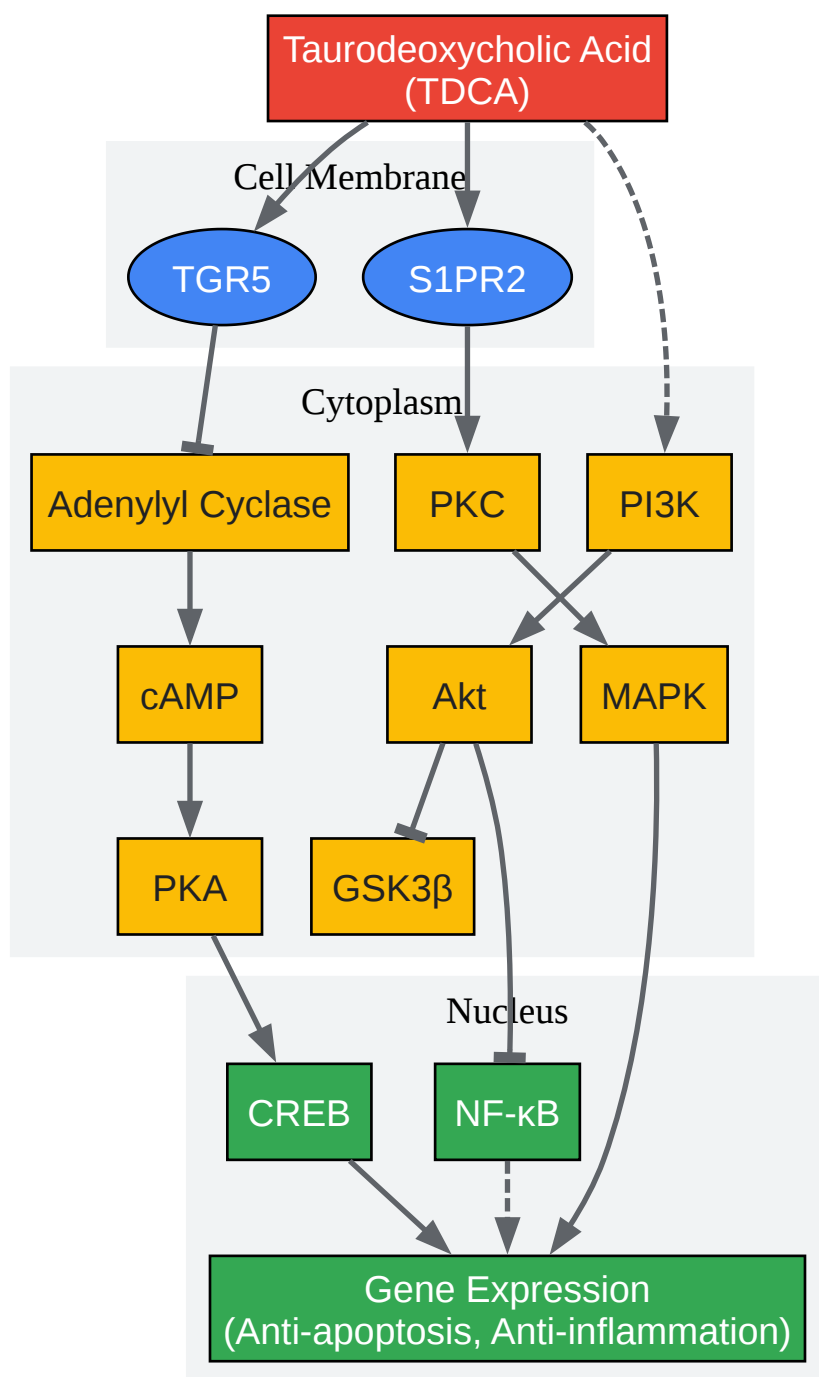 Taurodeoxycholic Acid
(TDCA)
Cell Membrane
TGR5
S1PR2
Cytoplasm
Adenylyl Cyclase
PKC
PI3K
cAMP
Akt
MAPK
PKA
GSK3β
Nucleus
CREB
NF-κB
Gene Expression
(Anti-apoptosis, Anti-inflammation)